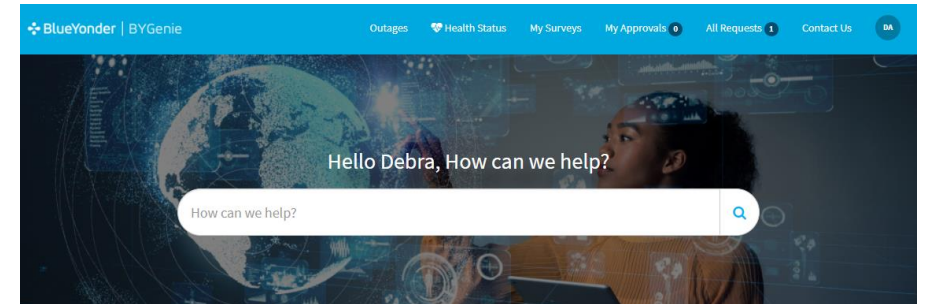 BlueYonder | BYGenie Outages Health Status My Surveys My Approvals 0 All Requests 1 Contact Us DA
Hello Debra, How can we help?
How can we help?